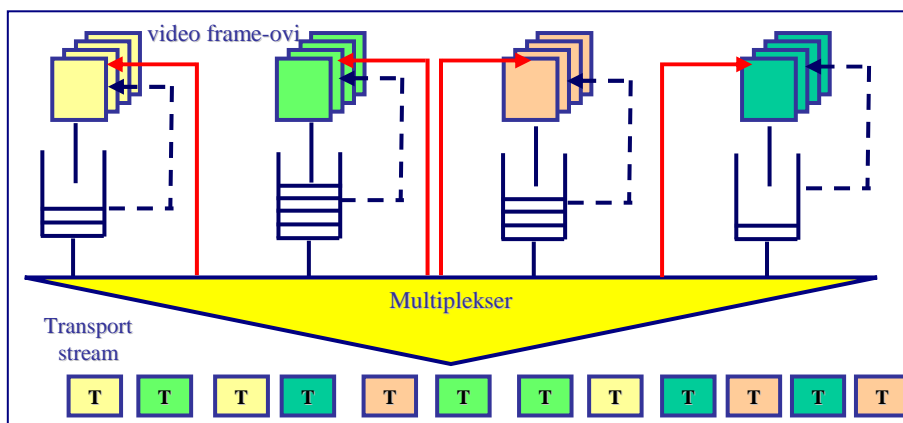 video frame-ovi
Multiplekser
Transport
stream
T T T T T T T T T T T T